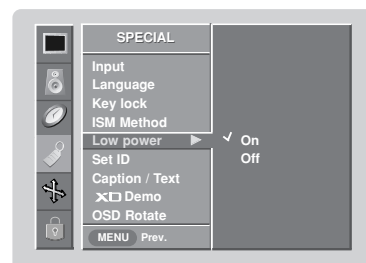 SPECIAL
Input
Language
Key lock
ISM Method
Low power ▶ ✓ On
Set ID Off
Caption / Text
XD Demo
OSD Rotate
MENU Prev.